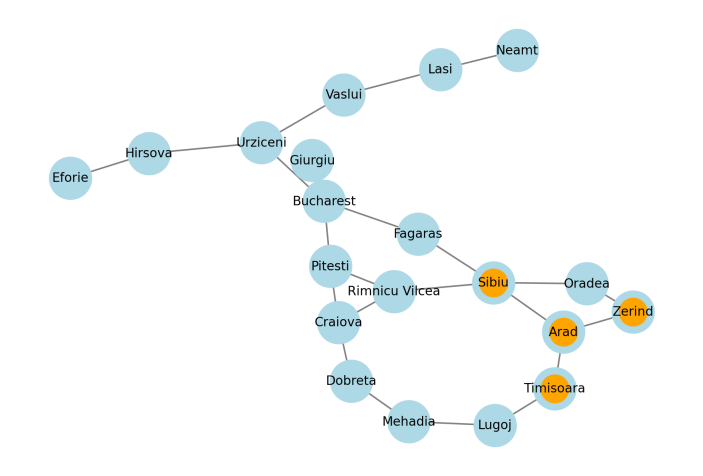 Neamt
Lasi
Vaslui
Urziceni
Hirsova
Giurgiu
Eforie
Bucharest
Fagaras
Pitesti
Sibiu
Oradea
Rimnicu Vilcea
Zerind
Craiova
Arad
Dobreta
Timisoara
Mehadia
Lugoj